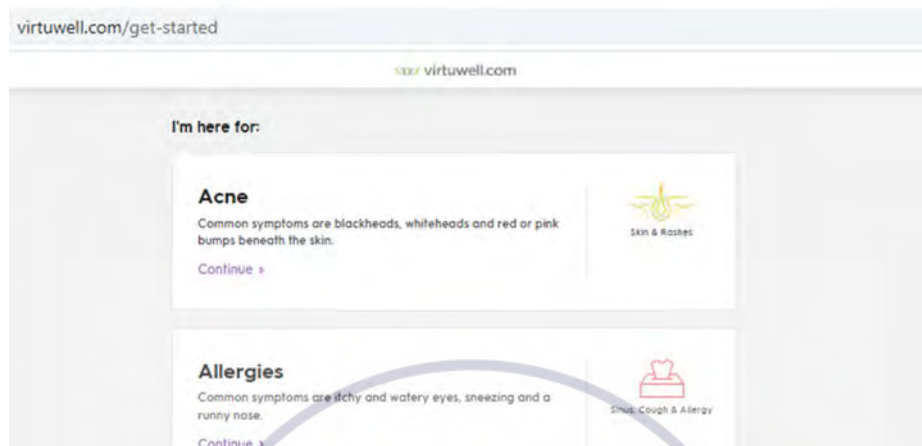 virtuwell.com/get-started
virtuwell.com
I'm here for:
Acne
Common symptoms are blackheads, whiteheads and red or pink
bumps beneath the skin.
Continue
Skin & Rashes
Allergies
Common symptoms are itchy and watery eyes, sneezing and a
runny nose.
Continue
Sinus, Cough & Allergy